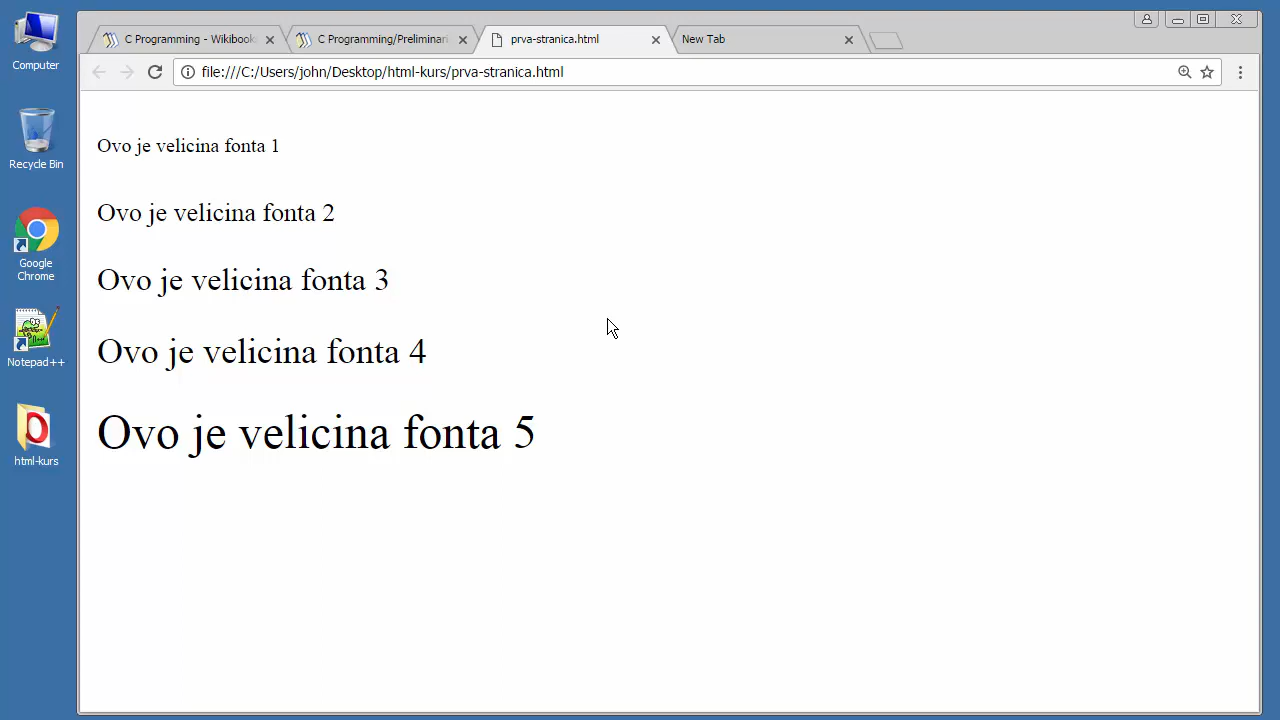 Computer
Recycle Bin
Google
Chrome
Notepad++
html-kurs
C Programming - Wikibook
C Programming/Preliminari
prva-stranica.html
New Tab
file:///C:/Users/john/Desktop/html-kurs/prva-stranica.html
Ovo je velicina fonta 1
Ovo je velicina fonta 2
Ovo je velicina fonta 3
Ovo je velicina fonta 4
Ovo je velicina fonta 5